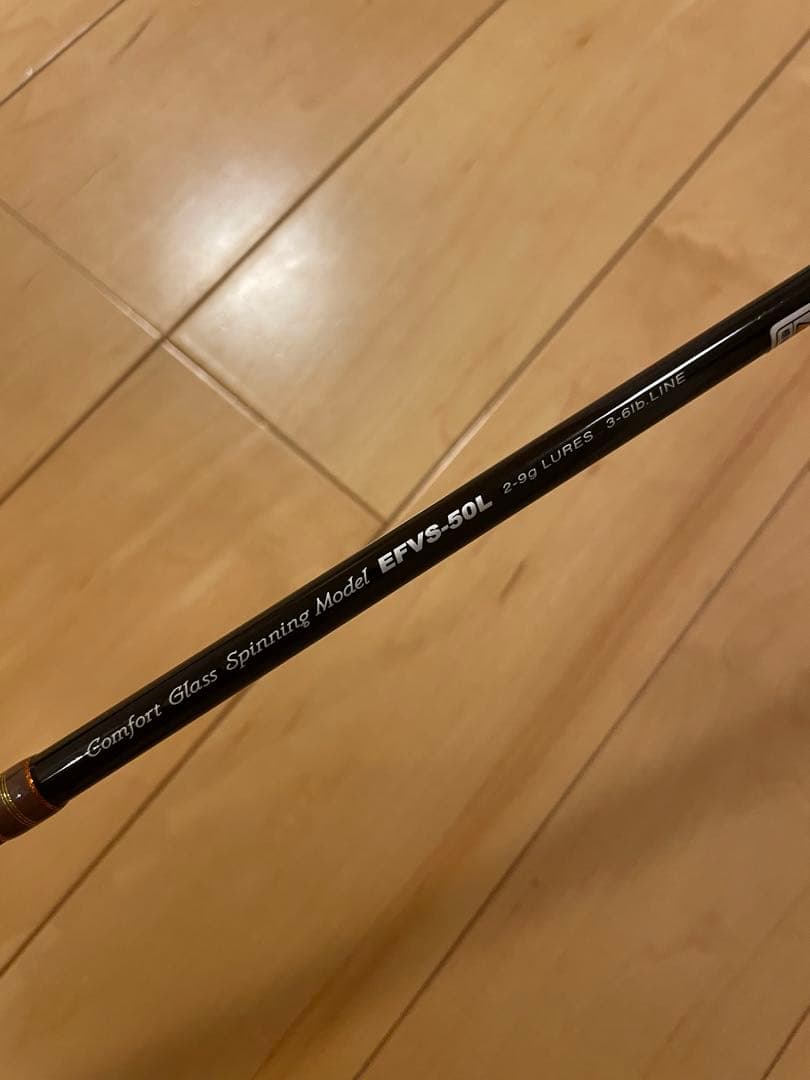 Comfort Glass Spinning Model EFVS-50L 2-9g LURES 3-6lb.LINE